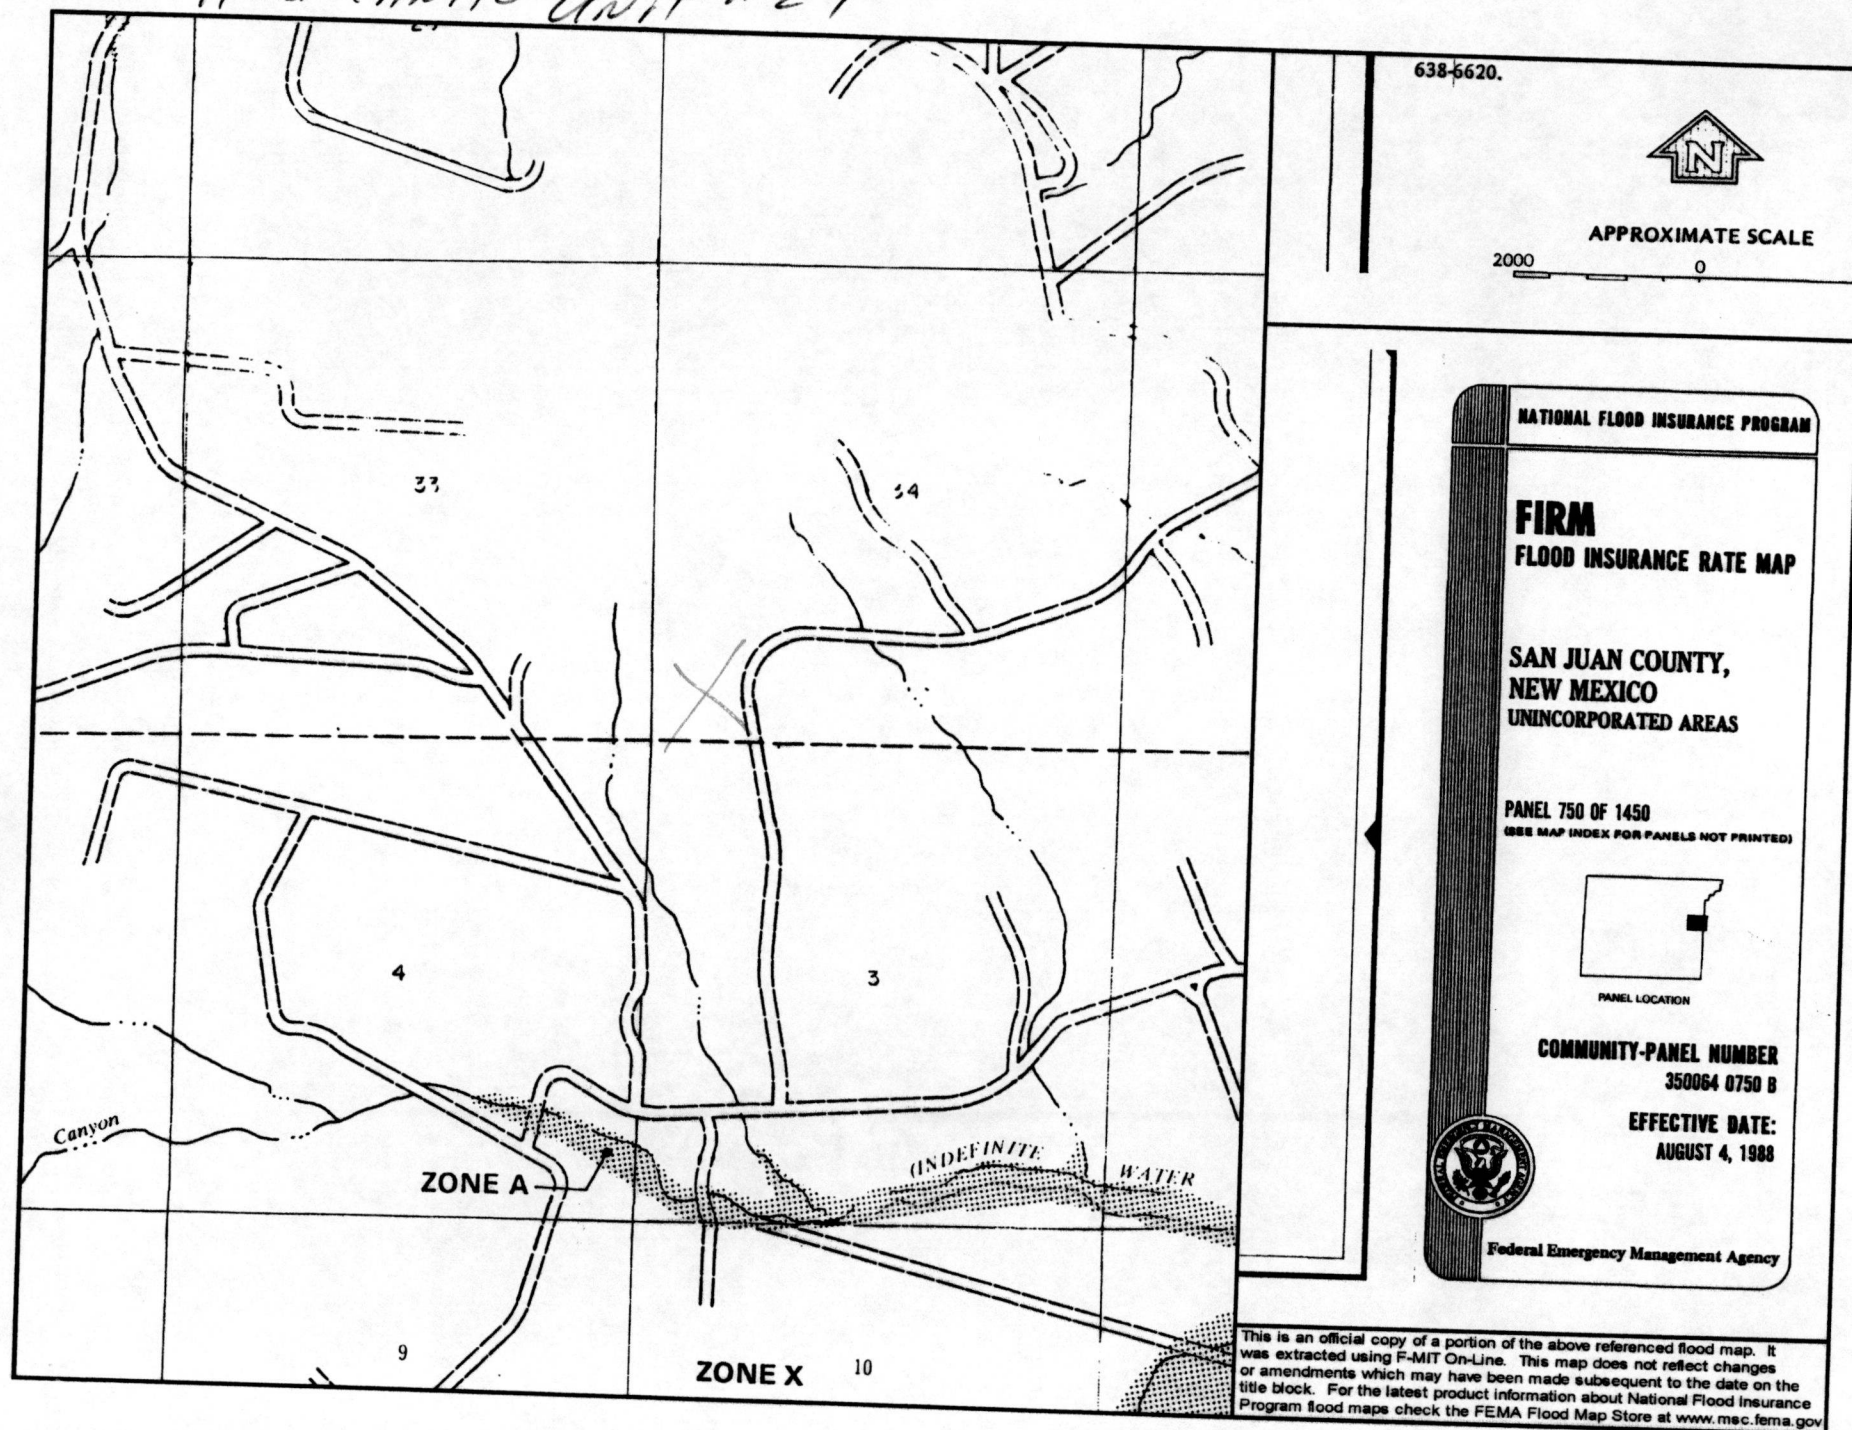 UNIT #
638-6620.
N
APPROXIMATE SCALE
2000 0
NATIONAL FLOOD INSURANCE PROGRAM
FIRM
FLOOD INSURANCE RATE MAP
SAN JUAN COUNTY,
NEW MEXICO
UNINCORPORATED AREAS
PANEL 750 OF 1450
(SEE MAP INDEX FOR PANELS NOT PRINTED)
PANEL LOCATION
COMMUNITY-PANEL NUMBER
350064 0750 B
EFFECTIVE DATE:
AUGUST 4, 1988
Federal Emergency Management Agency
33
34
4
3
Canyon
ZONE A
(INDEFINITE WATER
9
ZONE X
10
This is an official copy of a portion of the above referenced flood map. It
was extracted using F-MIT On-Line. This map does not reflect changes
or amendments which may have been made subsequent to the date on the
title block. For the latest product information about National Flood Insurance
Program flood maps check the FEMA Flood Map Store at www.msc.fema.gov